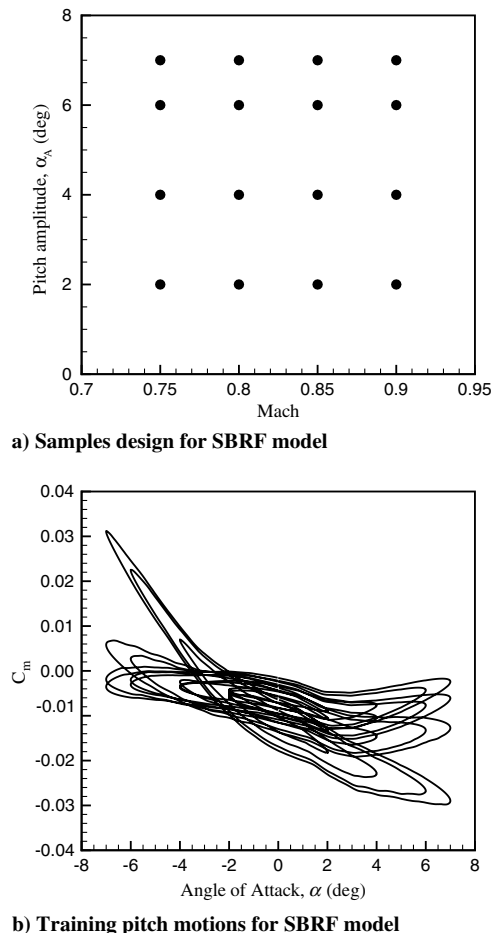 8
6
4
2
0
Pitch amplitude, α_A (deg)
0.7 0.75 0.8 0.85 0.9 0.95
Mach
a) Samples design for SBRF model
0.04
0.03
0.02
0.01
0.00
-0.01
-0.02
-0.03
-0.04
C_m
-8 -6 -4 -2 0 2 4 6 8
Angle of Attack, α (deg)
b) Training pitch motions for SBRF model